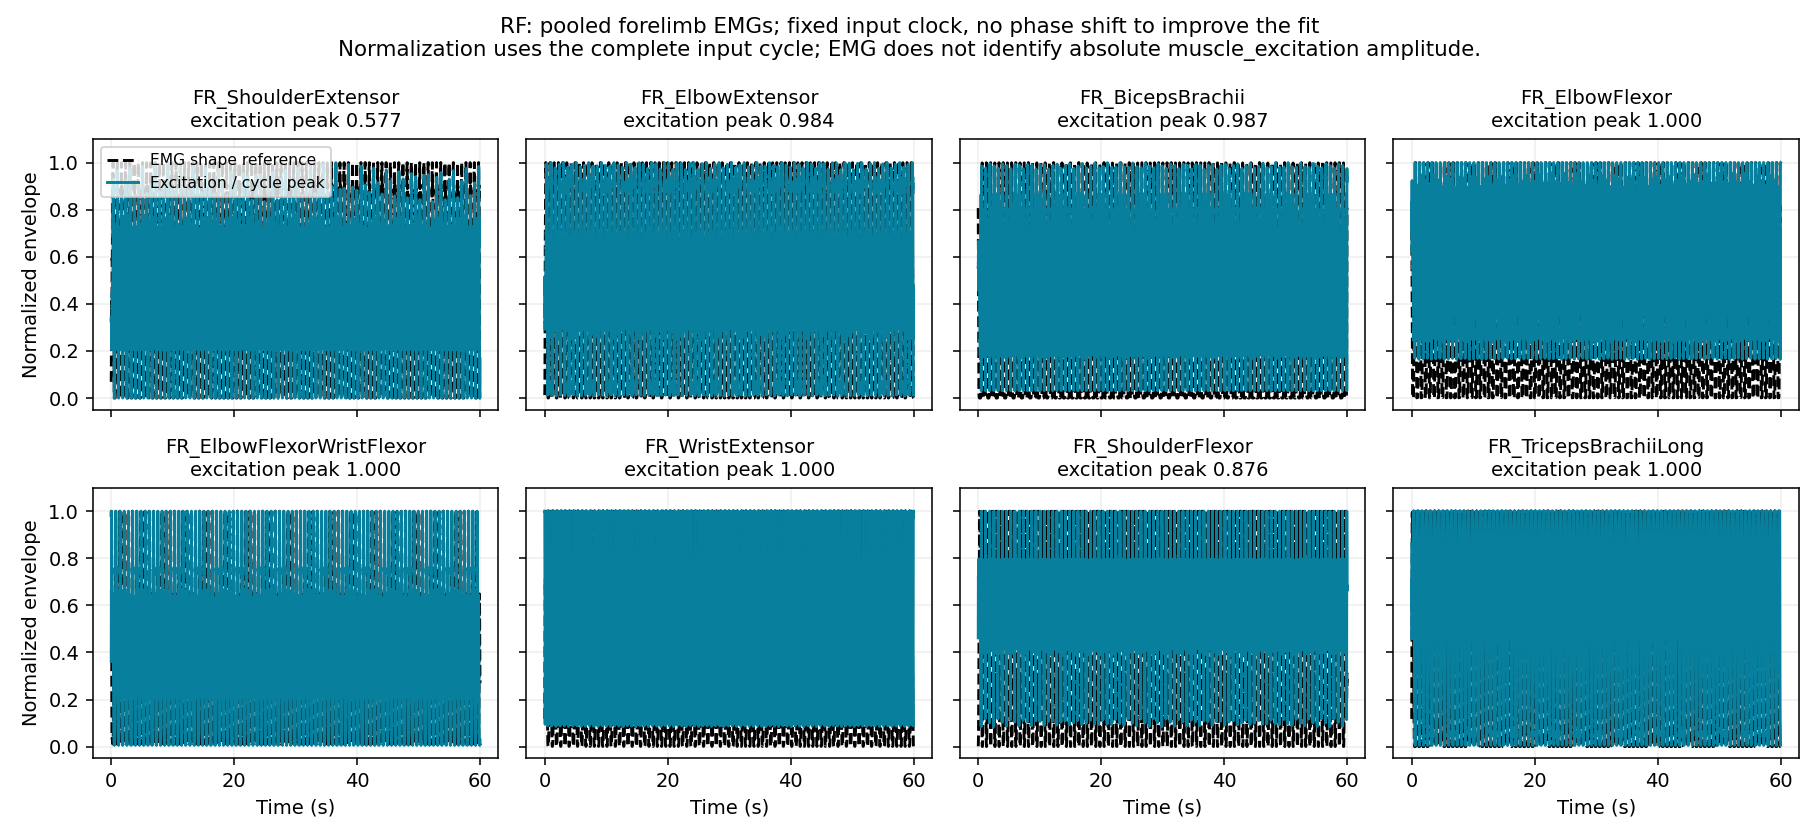 RF: pooled forelimb EMGs; fixed input clock, no phase shift to improve the fit
Normalization uses the complete input cycle; EMG does not identify absolute muscle_excitation amplitude.
FR_ShoulderExtensor
excitation peak 0.577
FR_ElbowExtensor
excitation peak 0.984
FR_BicepsBrachii
excitation peak 0.987
FR_ElbowFlexor
excitation peak 1.000
EMG shape reference
Excitation / cycle peak
Normalized envelope
1.0
0.8
0.6
0.4
0.2
0.0
FR_ElbowFlexorWristFlexor
excitation peak 1.000
FR_WristExtensor
excitation peak 1.000
FR_ShoulderFlexor
excitation peak 0.876
FR_TricepsBrachiiLong
excitation peak 1.000
Normalized envelope
1.0
0.8
0.6
0.4
0.2
0.0
0 20 40 60
0 20 40 60
0 20 40 60
0 20 40 60
Time (s)
Time (s)
Time (s)
Time (s)